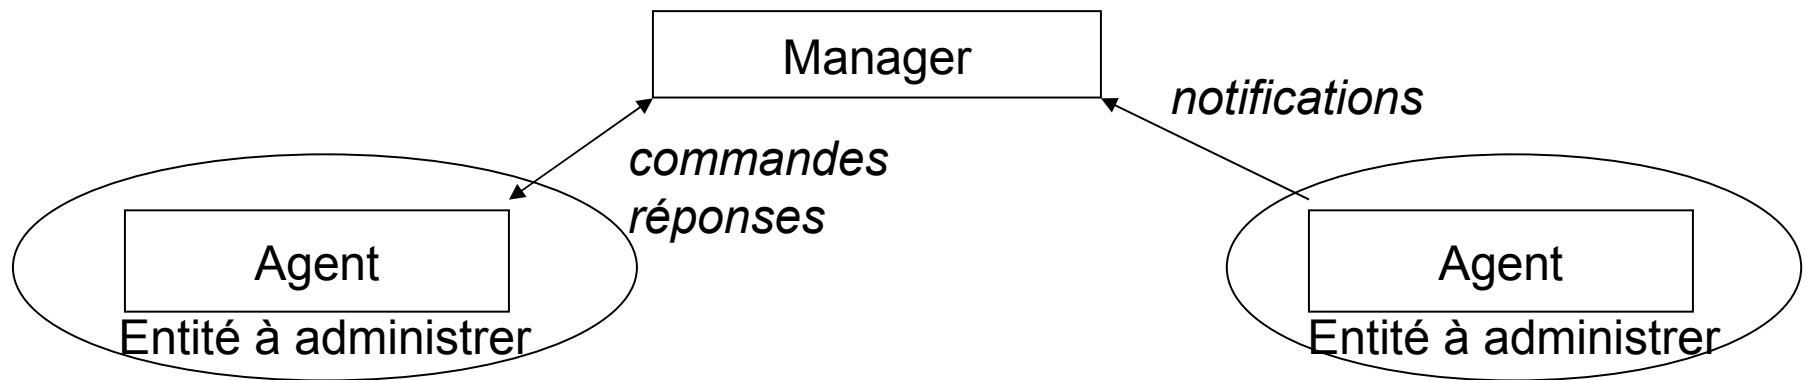 Manager
notifications
commandes
réponses
Agent
Entité à administrer
Agent
Entité à administrer